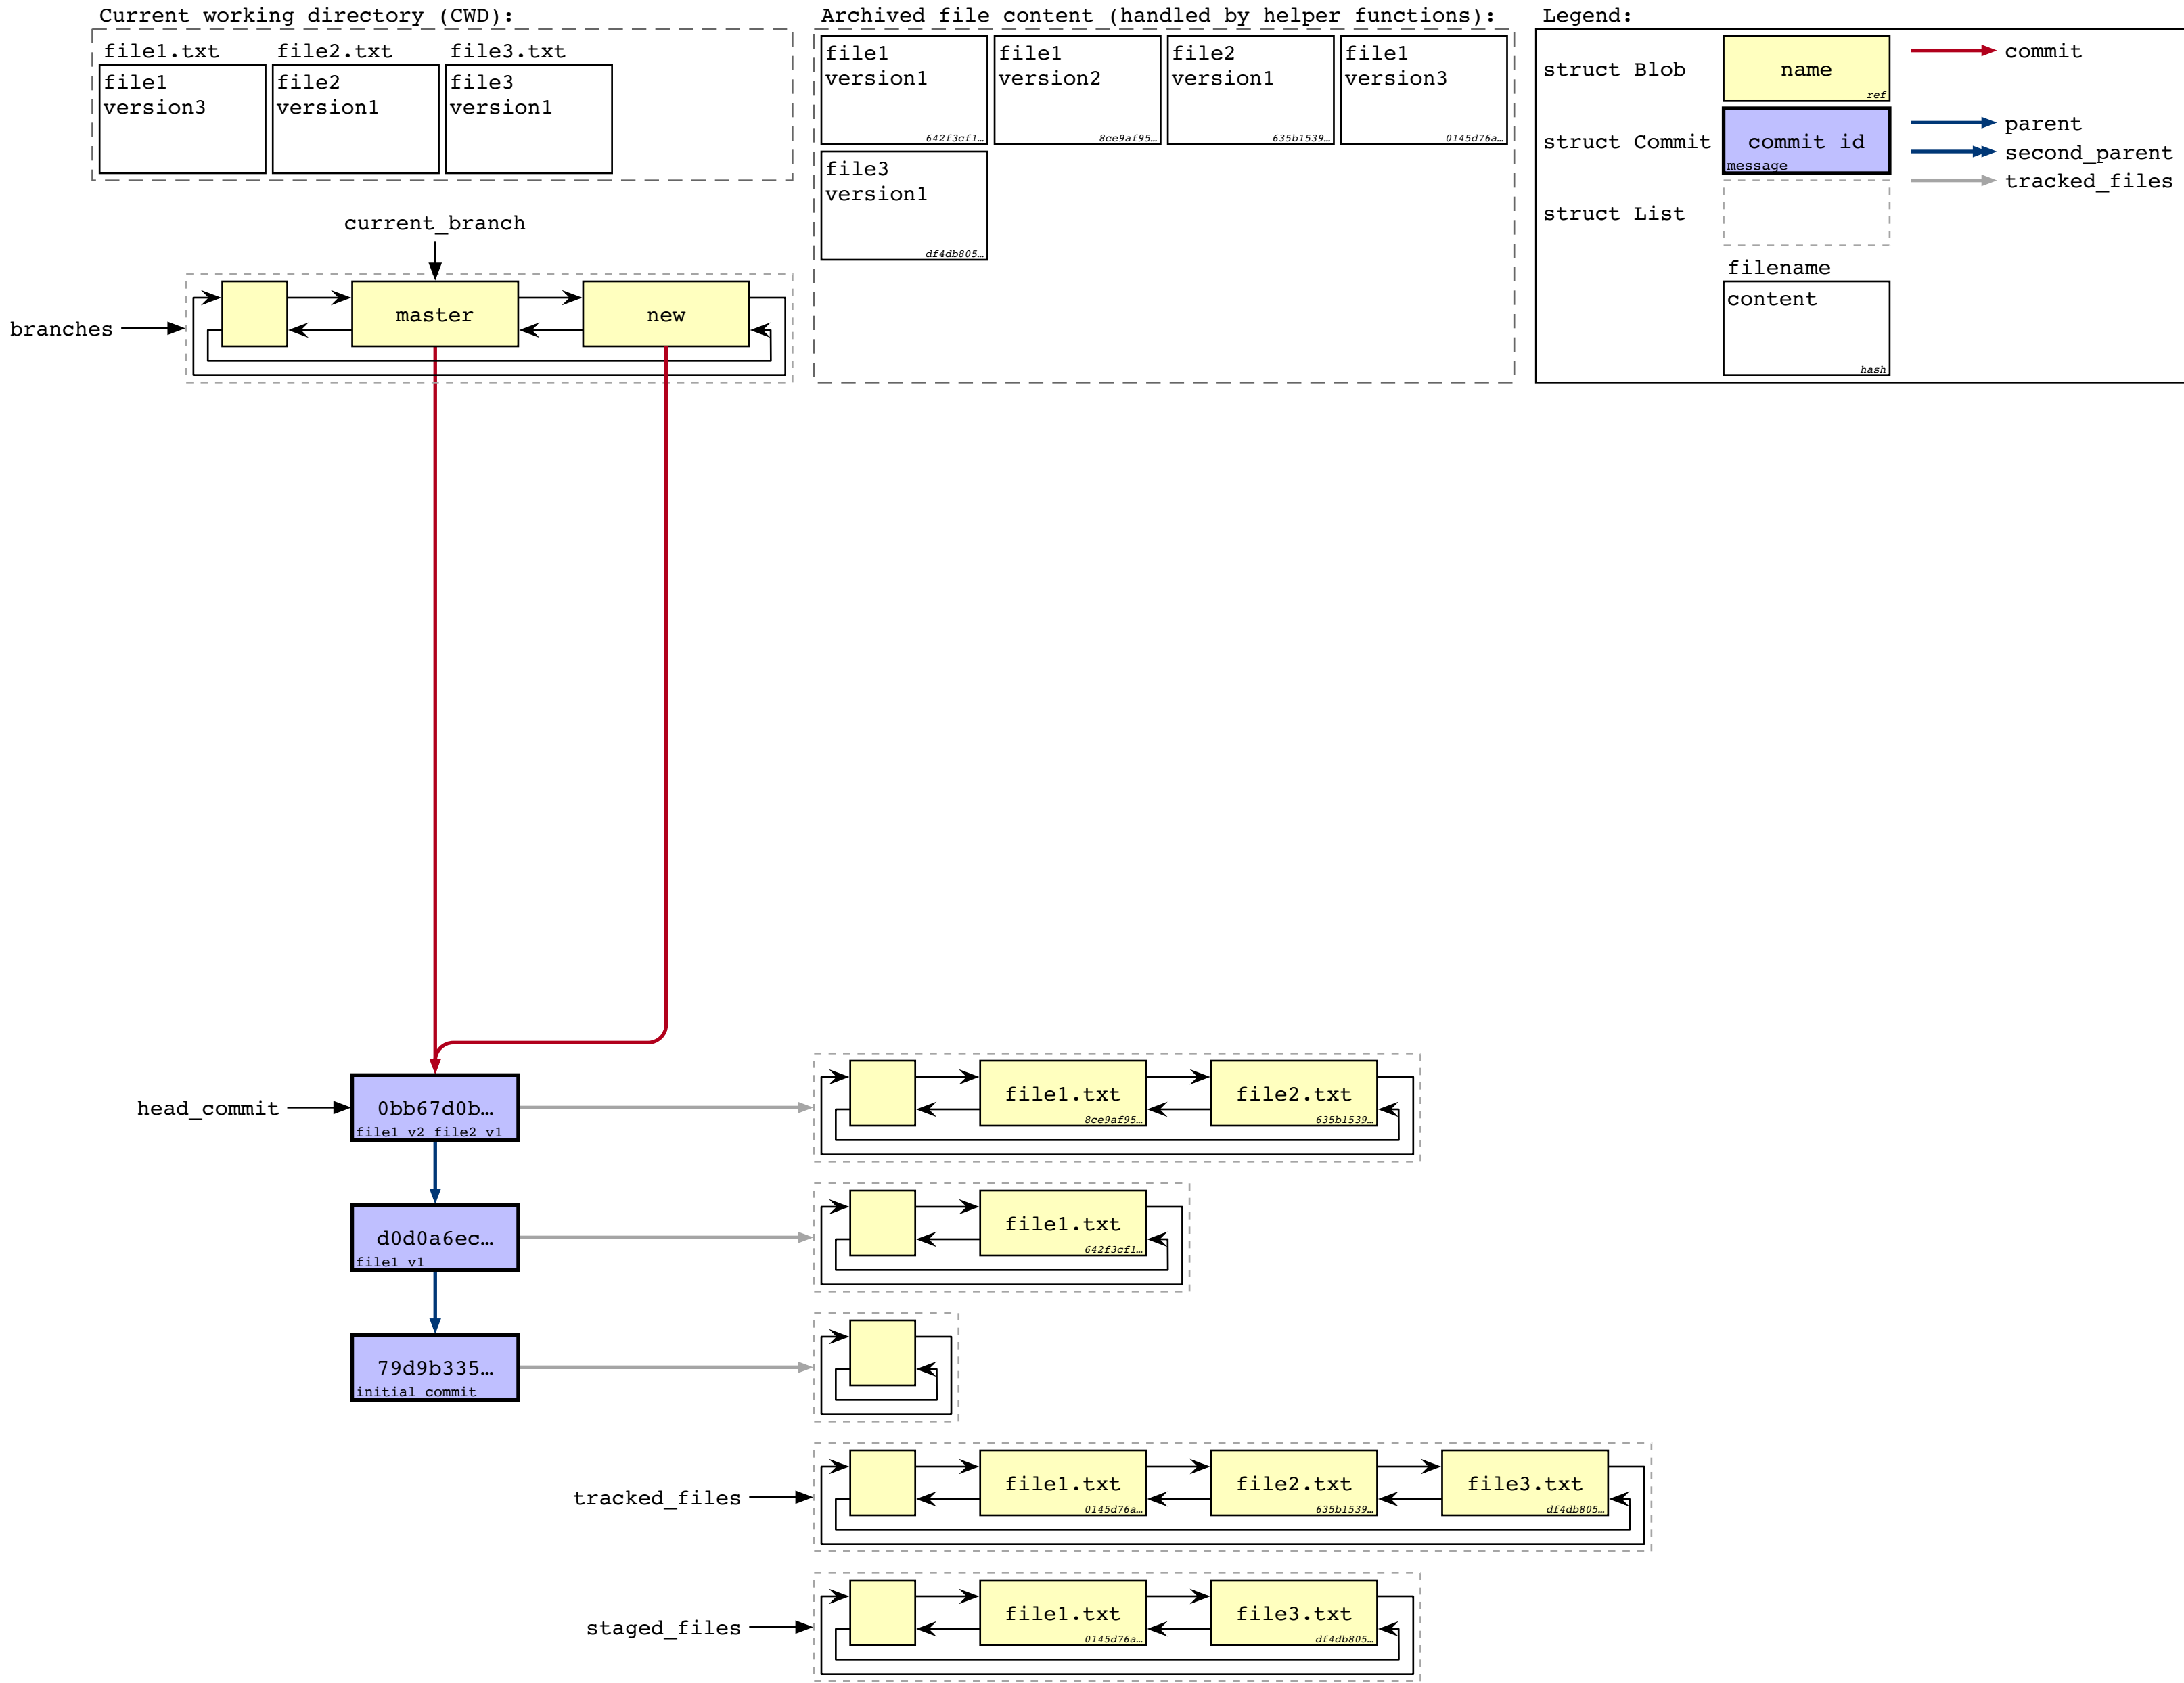 Current working directory (CWD):
file1.txt file2.txt file3.txt
file1
version3
file2
version1
file3
version1
Archived file content (handled by helper functions):
file1
version1
642f3cf1…
file1
version2
8ce9af95…
file2
version1
635b1539…
file1
version3
0145d76a…
file3
version1
df4db805…
Legend:
struct Blob
name
ref
commit
struct Commit
commit id
message
parent
second_parent
tracked_files
struct List
filename
content
hash
current_branch
branches
master
new
head_commit
0bb67d0b…
file1 v2 file2 v1
file1.txt
8ce9af95…
file2.txt
635b1539…
d0d0a6ec…
file1 v1
file1.txt
642f3cf1…
79d9b335…
initial commit
tracked_files
file1.txt
0145d76a…
file2.txt
635b1539…
file3.txt
df4db805…
staged_files
file1.txt
0145d76a…
file3.txt
df4db805…